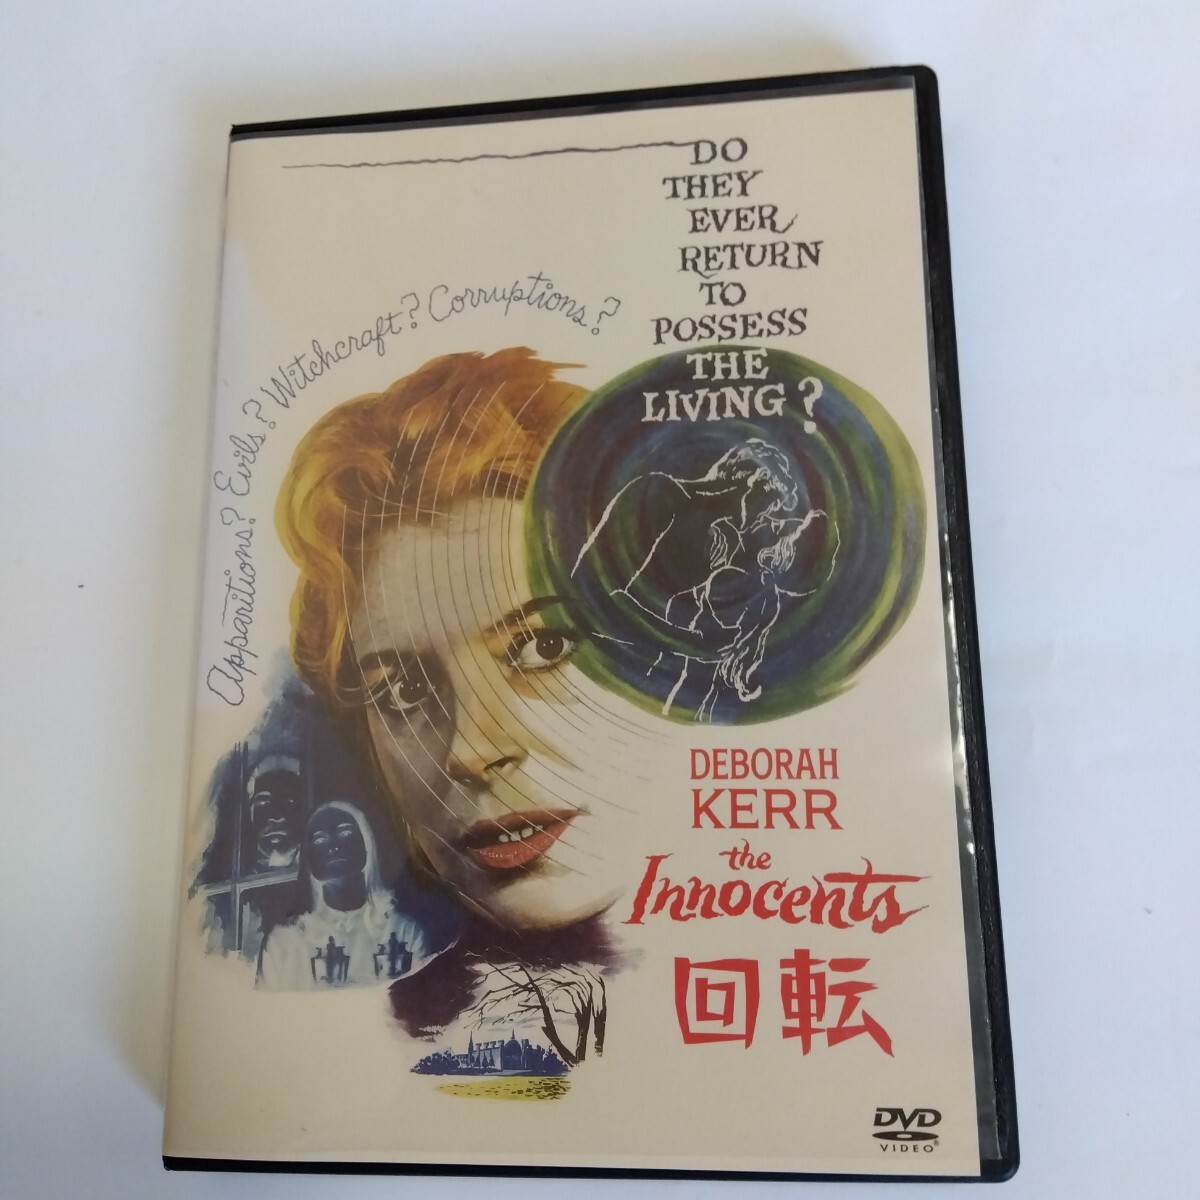 DO
THEY
EVER
RETURN
TO
POSSESS
THE
LIVING?
Apparitions? Evils? Witchcraft? Corruptions?
DEBORAH
KERR
the
Innocents
回転
DVD
VIDEO